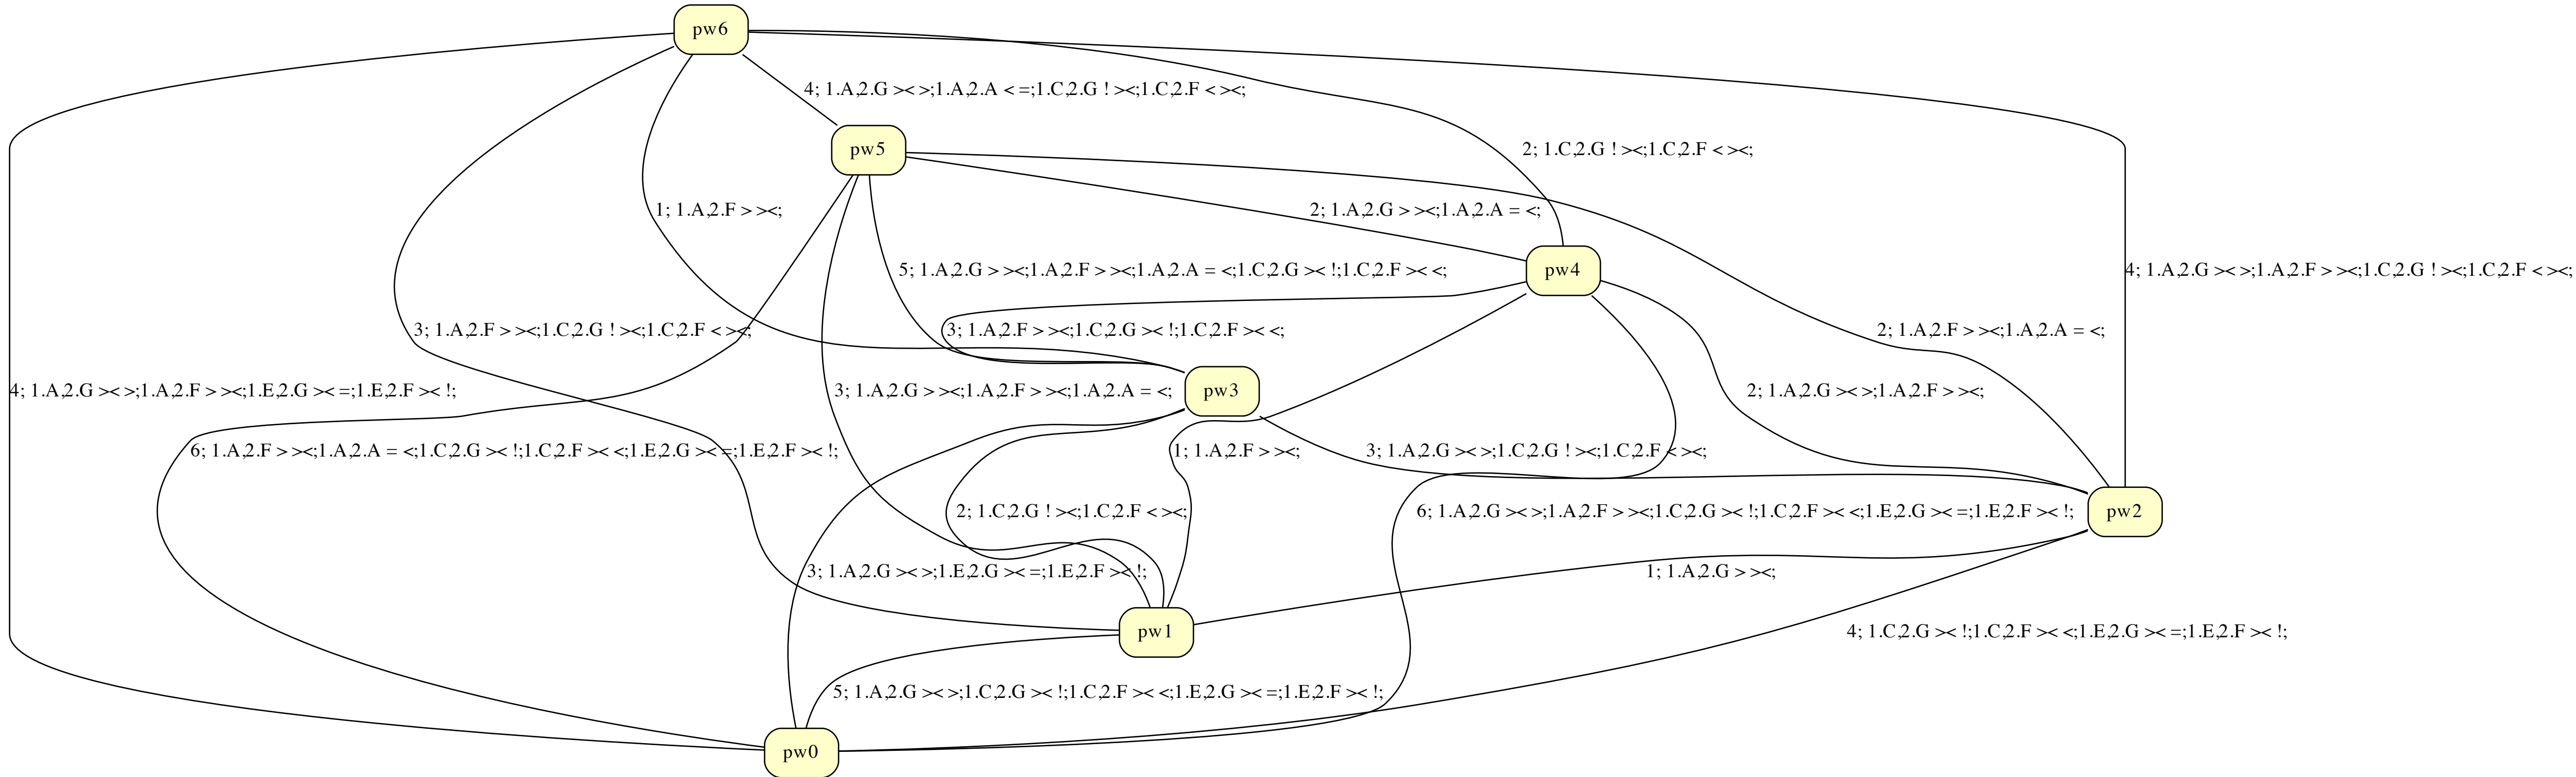 pw6
4; 1.A,2.G >< >;1.A,2.A < =;1.C,2.G ! ><;1.C,2.F < ><;
pw5
2; 1.C,2.G ! ><;1.C,2.F < ><;
1; 1.A,2.F > ><;
2; 1.A,2.G > ><;1.A,2.A = <;
5; 1.A,2.G > ><;1.A,2.F > ><;1.A,2.A = <;1.C,2.G >< !;1.C,2.F >< <;
pw4
4; 1.A,2.G >< >;1.A,2.F > ><;1.C,2.G ! ><;1.C,2.F < ><;
3; 1.A,2.F > ><;1.C,2.G ! ><;1.C,2.F < ><;
3; 1.A,2.F > ><;1.C,2.G >< !;1.C,2.F >< <;
2; 1.A,2.F > ><;1.A,2.A = <;
4; 1.A,2.G >< >;1.A,2.F > ><;1.E,2.G >< =;1.E,2.F >< !;
3; 1.A,2.G > ><;1.A,2.F > ><;1.A,2.A = <;
pw3
2; 1.A,2.G >< >;1.A,2.F > ><;
6; 1.A,2.F > ><;1.A,2.A = <;1.C,2.G >< !;1.C,2.F >< <;1.E,2.G >< =;1.E,2.F >< !;
1; 1.A,2.F > ><;
3; 1.A,2.G >< >;1.C,2.G ! ><;1.C,2.F < ><;
2; 1.C,2.G ! ><;1.C,2.F < ><;
6; 1.A,2.G >< >;1.A,2.F > ><;1.C,2.G >< !;1.C,2.F >< <;1.E,2.G >< =;1.E,2.F >< !;
pw2
3; 1.A,2.G >< >;1.E,2.G >< =;1.E,2.F >< !;
1; 1.A,2.G > ><;
pw1
4; 1.C,2.G >< !;1.C,2.F >< <;1.E,2.G >< =;1.E,2.F >< !;
5; 1.A,2.G >< >;1.C,2.G >< !;1.C,2.F >< <;1.E,2.G >< =;1.E,2.F >< !;
pw0